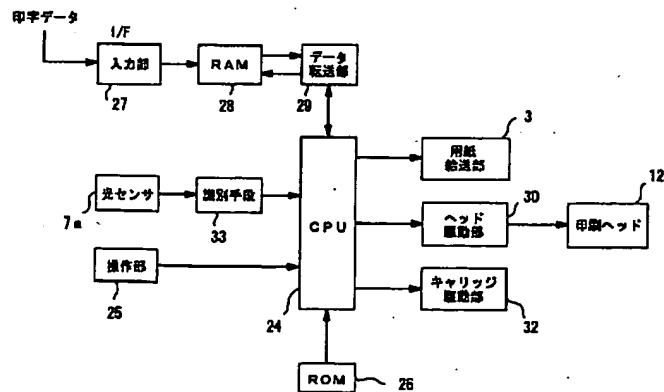 印字データ
I/F
入力部
27
RAM
28
データ
転送部
29
3
用紙
給送部
光センサ
7a
識別手段
33
CPU
24
30
ヘッド
駆動部
12
印刷ヘッド
操作部
25
キャリッジ
駆動部
32
ROM
26